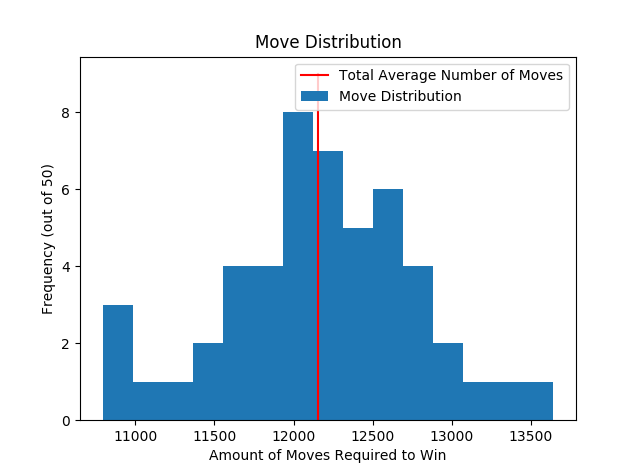 Move Distribution
Total Average Number of Moves
Move Distribution
Frequency (out of 50)
8
6
4
2
0
11000 11500 12000 12500 13000 13500
Amount of Moves Required to Win